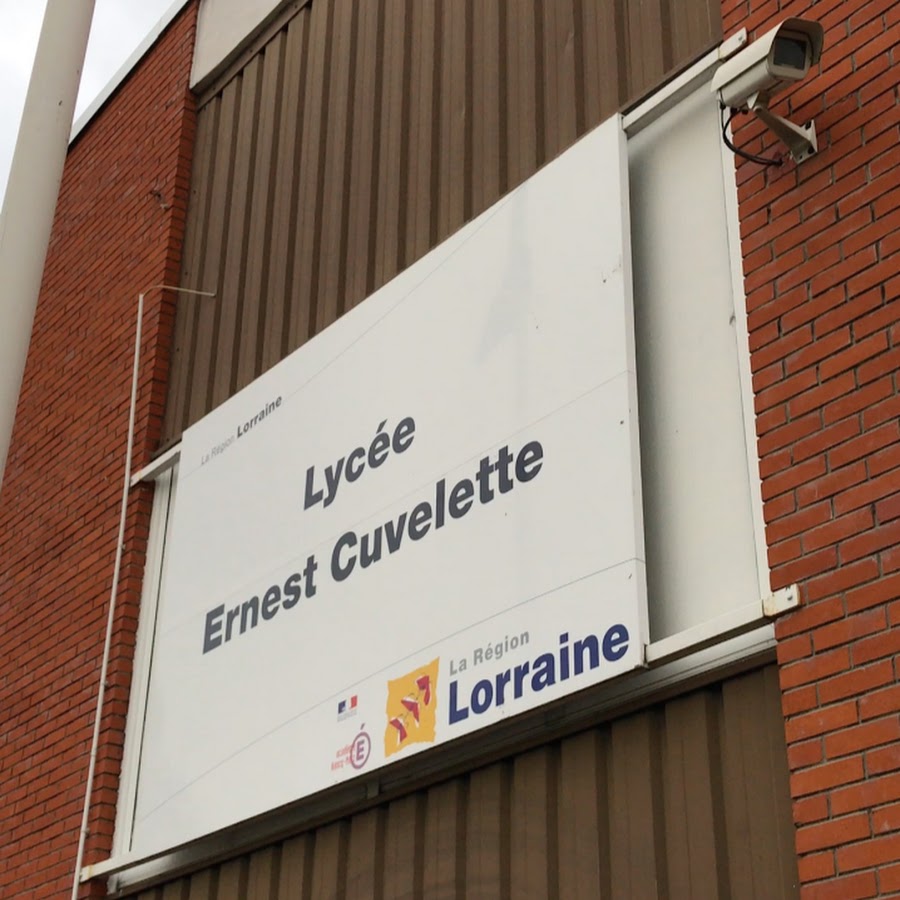 La Région Lorraine
Lycée
Ernest Cuvelette
La Région
Lorraine
É